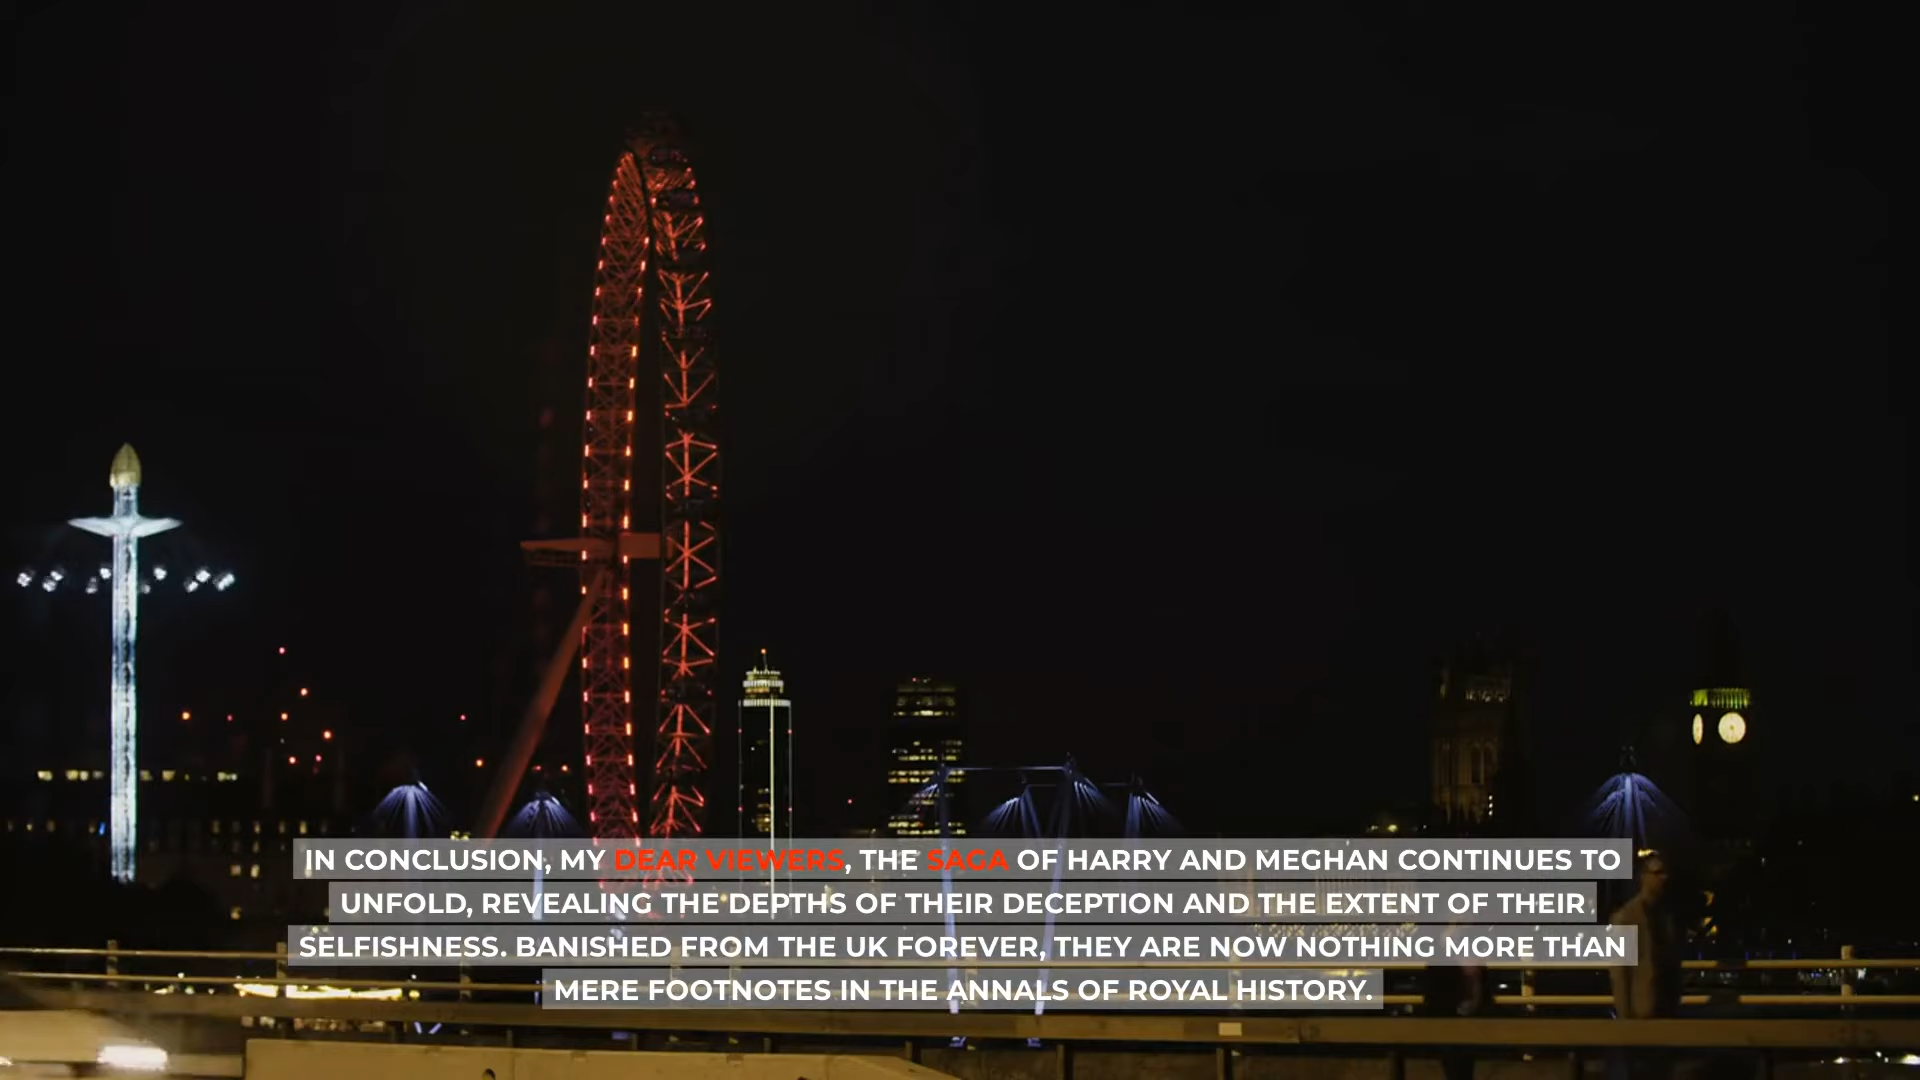 IN CONCLUSION, MY DEAR VIEWERS, THE SAGA OF HARRY AND MEGHAN CONTINUES TO
UNFOLD, REVEALING THE DEPTHS OF THEIR DECEPTION AND THE EXTENT OF THEIR
SELFISHNESS. BANISHED FROM THE UK FOREVER, THEY ARE NOW NOTHING MORE THAN
MERE FOOTNOTES IN THE ANNALS OF ROYAL HISTORY.